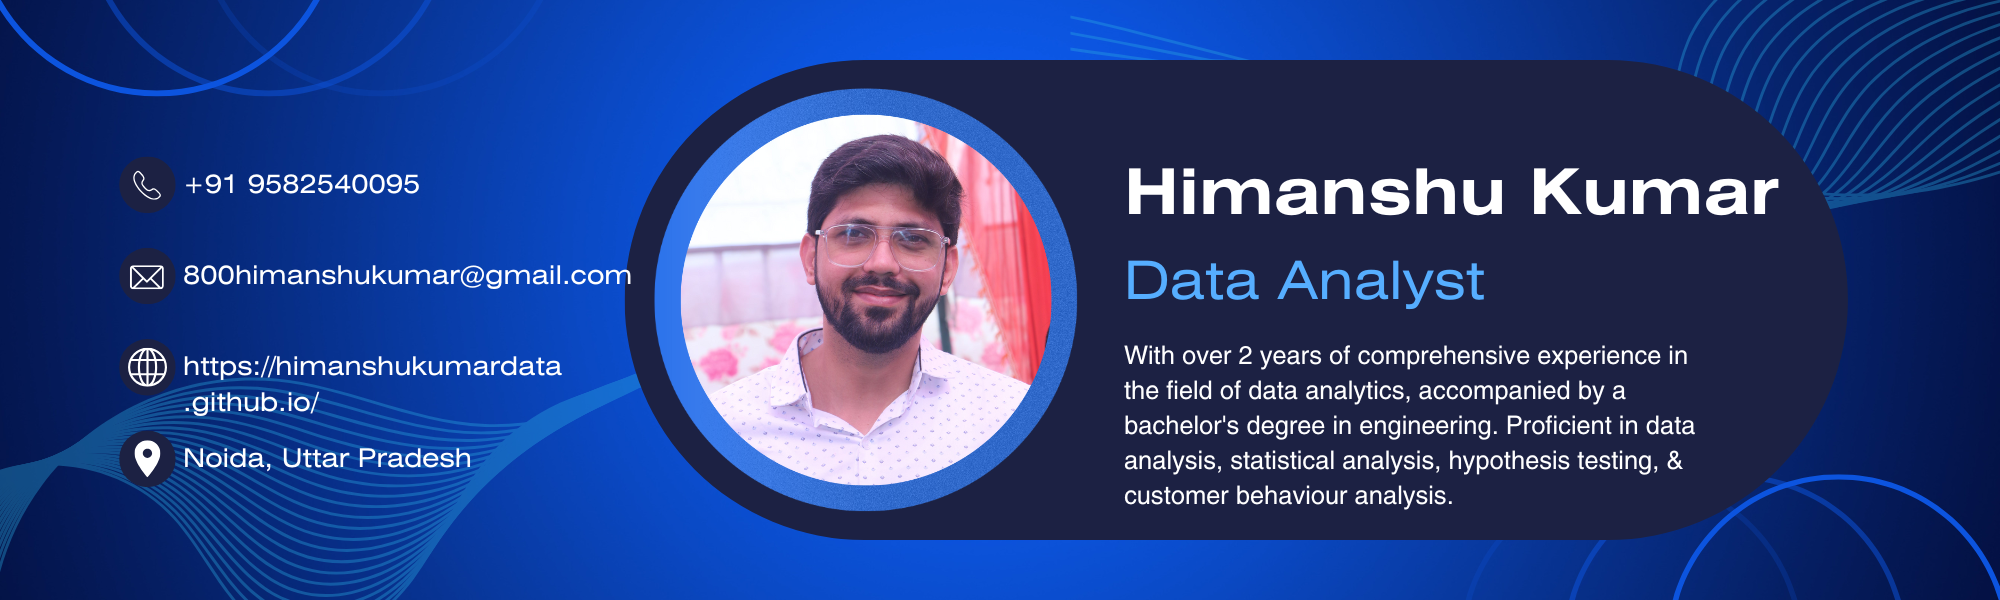 +91 9582540095
800himanshukumar@gmail.com
https://himanshukumardata
.github.io/
Noida, Uttar Pradesh
Himanshu Kumar
Data Analyst
With over 2 years of comprehensive experience in
the field of data analytics, accompanied by a
bachelor's degree in engineering. Proficient in data
analysis, statistical analysis, hypothesis testing, &
customer behaviour analysis.